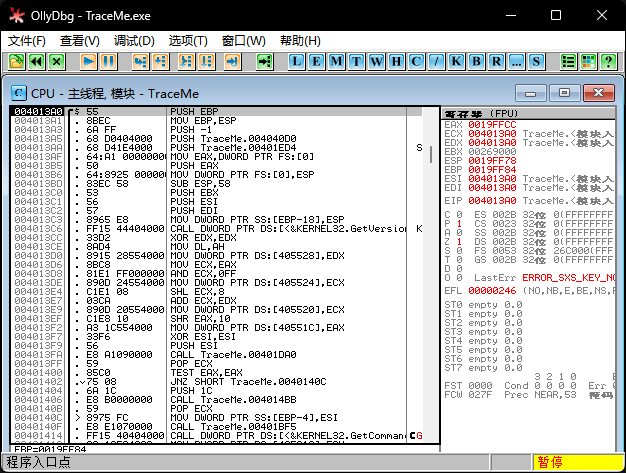 OllyDbg - TraceMe.exe
文件(F) 查看(V) 调试(D) 选项(T) 窗口(W) 帮助(H)
L E M T W H C / K B R ... S
C CPU - 主线程, 模块 - TraceMe
004013A0 $ 55 PUSH EBP
004013A1 . 8BEC MOV EBP,ESP
004013A3 . 6A FF PUSH -1
004013A5 . 68 D0404000 PUSH TraceMe.004040D0
004013AA . 68 D41E4000 PUSH TraceMe.00401ED4 S
004013AF . 64:A1 0000000 MOV EAX,DWORD PTR FS:[0]
004013B5 . 50 PUSH EAX
004013B6 . 64:8925 00000 MOV DWORD PTR FS:[0],ESP
004013BD . 83EC 58 SUB ESP,58
004013C0 . 53 PUSH EBX
004013C1 . 56 PUSH ESI
004013C2 . 57 PUSH EDI
004013C3 . 8965 E8 MOV DWORD PTR SS:[EBP-18],ESP
004013C6 . FF15 44404000 CALL DWORD PTR DS:[<&KERNEL32.GetVersion K
004013CC . 33D2 XOR EDX,EDX
004013CE . 8AD4 MOV DL,AH
004013D0 . 8915 28554000 MOV DWORD PTR DS:[405528],EDX
004013D6 . 8BC8 MOV ECX,EAX
004013D8 . 81E1 FF000000 AND ECX,0FF
004013DE . 890D 24554000 MOV DWORD PTR DS:[405524],ECX
004013E4 . C1E1 08 SHL ECX,8
004013E7 . 03CA ADD ECX,EDX
004013E9 . 890D 20554000 MOV DWORD PTR DS:[405520],ECX
004013EF . C1E8 10 SHR EAX,10
004013F2 . A3 1C554000 MOV DWORD PTR DS:[40551C],EAX
004013F7 . 33F6 XOR ESI,ESI
004013F9 . 56 PUSH ESI
004013FA . E8 A1090000 CALL TraceMe.00401DA0
004013FF . 59 POP ECX
00401400 . 85C0 TEST EAX,EAX
00401402 . 75 08 JNZ SHORT TraceMe.0040140C
00401404 . 6A 1C PUSH 1C
00401406 . E8 B0000000 CALL TraceMe.004014BB
0040140B . 59 POP ECX
0040140C > 8975 FC MOV DWORD PTR SS:[EBP-4],ESI
0040140F . E8 E1070000 CALL TraceMe.00401BF5
00401414 . FF15 40404000 CALL DWORD PTR DS:[<&KERNEL32.GetComman G
EBP=0019FF84
寄存器 (FPU)
EAX 0019FFCC
ECX 004013A0 TraceMe.<模块入
EDX 004013A0 TraceMe.<模块入
EBX 00269000
ESP 0019FF78
EBP 0019FF84
ESI 004013A0 TraceMe.<模块入
EDI 004013A0 TraceMe.<模块入
EIP 004013A0 TraceMe.<模块入
C 0 ES 002B 32位 0(FFFFFFFF
P 1 CS 0023 32位 0(FFFFFFFF
A 0 SS 002B 32位 0(FFFFFFFF
Z 1 DS 002B 32位 0(FFFFFFFF
S 0 FS 0053 32位 26C000(FFF
T 0 GS 002B 32位 0(FFFFFFFF
D 0
O 0 LastErr ERROR_SXS_KEY_NO
EFL 00000246 (NO,NB,E,BE,NS,P
ST0 empty 0.0
ST1 empty 0.0
ST2 empty 0.0
ST3 empty 0.0
ST4 empty 0.0
ST5 empty 0.0
ST6 empty 0.0
ST7 empty 0.0
3 2 1 0
FST 0000 Cond 0 0 0 0 Err 0
FCW 027F Prec NEAR,53 掩码
程序入口点 暂停